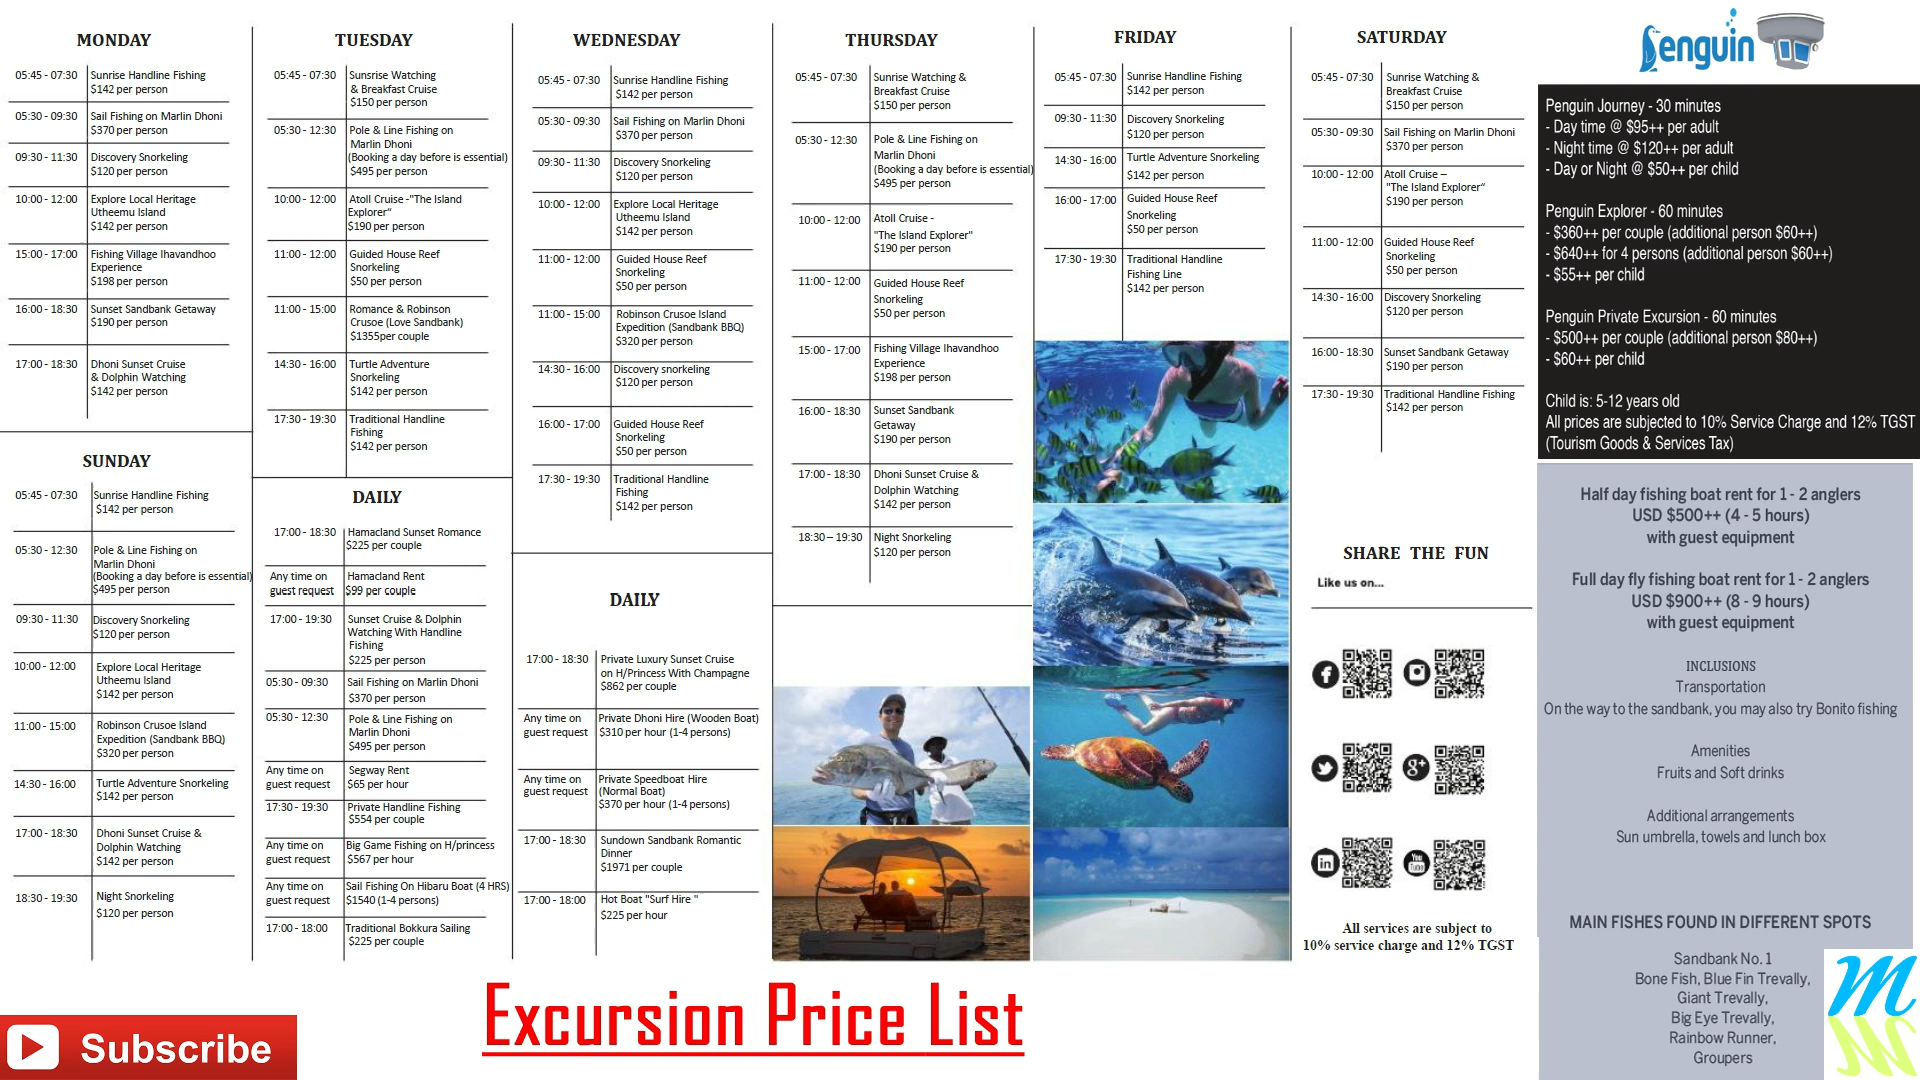 MONDAY
05:45 - 07:30 Sunrise Handline Fishing
$142 per person
05:30 - 09:30 Sail Fishing on Marlin Dhoni
$370 per person
09:30 - 11:30 Discovery Snorkeling
$120 per person
10:00 - 12:00 Explore Local Heritage
Utheemu Island
$142 per person
15:00 - 17:00 Fishing Village Ihavandhoo
Experience
$198 per person
16:00 - 18:30 Sunset Sandbank Getaway
$190 per person
17:00 - 18:30 Dhoni Sunset Cruise
& Dolphin Watching
$142 per person
SUNDAY
05:45 - 07:30 Sunrise Handline Fishing
$142 per person
05:30 - 12:30 Pole & Line Fishing on
Marlin Dhoni
(Booking a day before is essential)
$495 per person
09:30 - 11:30 Discovery Snorkeling
$120 per person
10:00 - 12:00 Explore Local Heritage
Utheemu Island
$142 per person
11:00 - 15:00 Robinson Crusoe Island
Expedition (Sandbank BBQ)
$320 per person
14:30 - 16:00 Turtle Adventure Snorkeling
$142 per person
17:00 - 18:30 Dhoni Sunset Cruise &
Dolphin Watching
$142 per person
18:30 - 19:30 Night Snorkeling
$120 per person
TUESDAY
05:45 - 07:30 Sunsrise Watching
& Breakfast Cruise
$150 per person
05:30 - 12:30 Pole & Line Fishing on
Marlin Dhoni
(Booking a day before is essential)
$495 per person
10:00 - 12:00 Atoll Cruise -"The Island
Explorer"
$190 per person
11:00 - 12:00 Guided House Reef
Snorkeling
$50 per person
11:00 - 15:00 Romance & Robinson
Crusoe (Love Sandbank)
$1355per couple
14:30 - 16:00 Turtle Adventure
Snorkeling
$142 per person
17:30 - 19:30 Traditional Handline
Fishing
$142 per person
DAILY
17:00 - 18:30 Hamacland Sunset Romance
$225 per couple
Any time on guest request Hamacland Rent
$99 per couple
17:00 - 19:30 Sunset Cruise & Dolphin
Watching With Handline
Fishing
$225 per person
05:30 - 09:30 Sail Fishing on Marlin Dhoni
$370 per person
05:30 - 12:30 Pole & Line Fishing on
Marlin Dhoni
$495 per person
Any time on guest request Segway Rent
$65 per hour
17:30 - 19:30 Private Handline Fishing
$554 per couple
Any time on guest request Big Game Fishing on H/princess
$567 per hour
Any time on guest request Sail Fishing On Hibaru Boat (4 HRS)
$1540 (1-4 persons)
17:00 - 18:00 Traditional Bokkura Sailing
$225 per couple
WEDNESDAY
05:45 - 07:30 Sunrise Handline Fishing
$142 per person
05:30 - 09:30 Sail Fishing on Marlin Dhoni
$370 per person
09:30 - 11:30 Discovery Snorkeling
$120 per person
10:00 - 12:00 Explore Local Heritage
Utheemu Island
$142 per person
11:00 - 12:00 Guided House Reef
Snorkeling
$50 per person
11:00 - 15:00 Robinson Crusoe Island
Expedition (Sandbank BBQ)
$320 per person
14:30 - 16:00 Discovery snorkeling
$120 per person
16:00 - 17:00 Guided House Reef
Snorkeling
$50 per person
17:30 - 19:30 Traditional Handline
Fishing
$142 per person
DAILY
17:00 - 18:30 Private Luxury Sunset Cruise
on H/Princess With Champagne
$862 per couple
Any time on guest request Private Dhoni Hire (Wooden Boat)
$310 per hour (1-4 persons)
Any time on guest request Private Speedboat Hire
(Normal Boat)
$370 per hour (1-4 persons)
17:00 - 18:30 Sundown Sandbank Romantic
Dinner
$1971 per couple
17:00 - 18:00 Hot Boat "Surf Hire "
$225 per hour
THURSDAY
05:45 - 07:30 Sunrise Watching &
Breakfast Cruise
$150 per person
05:30 - 12:30 Pole & Line Fishing on
Marlin Dhoni
(Booking a day before is essential)
$495 per person
10:00 - 12:00 Atoll Cruise -
"The Island Explorer"
$190 per person
11:00 - 12:00 Guided House Reef
Snorkeling
$50 per person
15:00 - 17:00 Fishing Village Ihavandhoo
Experience
$198 per person
16:00 - 18:30 Sunset Sandbank
Getaway
$190 per person
17:00 - 18:30 Dhoni Sunset Cruise &
Dolphin Watching
$142 per person
18:30 – 19:30 Night Snorkeling
$120 per person
FRIDAY
05:45 - 07:30 Sunrise Handline Fishing
$142 per person
09:30 - 11:30 Discovery Snorkeling
$120 per person
14:30 - 16:00 Turtle Adventure Snorkeling
$142 per person
16:00 - 17:00 Guided House Reef
Snorkeling
$50 per person
17:30 - 19:30 Traditional Handline
Fishing Line
$142 per person
SATURDAY
05:45 - 07:30 Sunrise Watching &
Breakfast Cruise
$150 per person
05:30 - 09:30 Sail Fishing on Marlin Dhoni
$370 per person
10:00 - 12:00 Atoll Cruise –
"The Island Explorer"
$190 per person
11:00 - 12:00 Guided House Reef
Snorkeling
$50 per person
14:30 - 16:00 Discovery Snorkeling
$120 per person
16:00 - 18:30 Sunset Sandbank Getaway
$190 per person
17:30 - 19:30 Traditional Handline Fishing
$142 per person
SHARE THE FUN
Like us on...
You Tube
All services are subject to
10% service charge and 12% TGST
Penguin
Penguin Journey - 30 minutes
- Day time @ $95++ per adult
- Night time @ $120++ per adult
- Day or Night @ $50++ per child
Penguin Explorer - 60 minutes
- $360++ per couple (additional person $60++)
- $640++ for 4 persons (additional person $60++)
- $55++ per child
Penguin Private Excursion - 60 minutes
- $500++ per couple (additional person $80++)
- $60++ per child
Child is: 5-12 years old
All prices are subjected to 10% Service Charge and 12% TGST
(Tourism Goods & Services Tax)
Half day fishing boat rent for 1 - 2 anglers
USD $500++ (4 - 5 hours)
with guest equipment
Full day fly fishing boat rent for 1 - 2 anglers
USD $900++ (8 - 9 hours)
with guest equipment
INCLUSIONS
Transportation
On the way to the sandbank, you may also try Bonito fishing
Amenities
Fruits and Soft drinks
Additional arrangements
Sun umbrella, towels and lunch box
MAIN FISHES FOUND IN DIFFERENT SPOTS
Sandbank No. 1
Bone Fish, Blue Fin Trevally,
Giant Trevally,
Big Eye Trevally,
Rainbow Runner,
Groupers
Excursion Price List
Subscribe